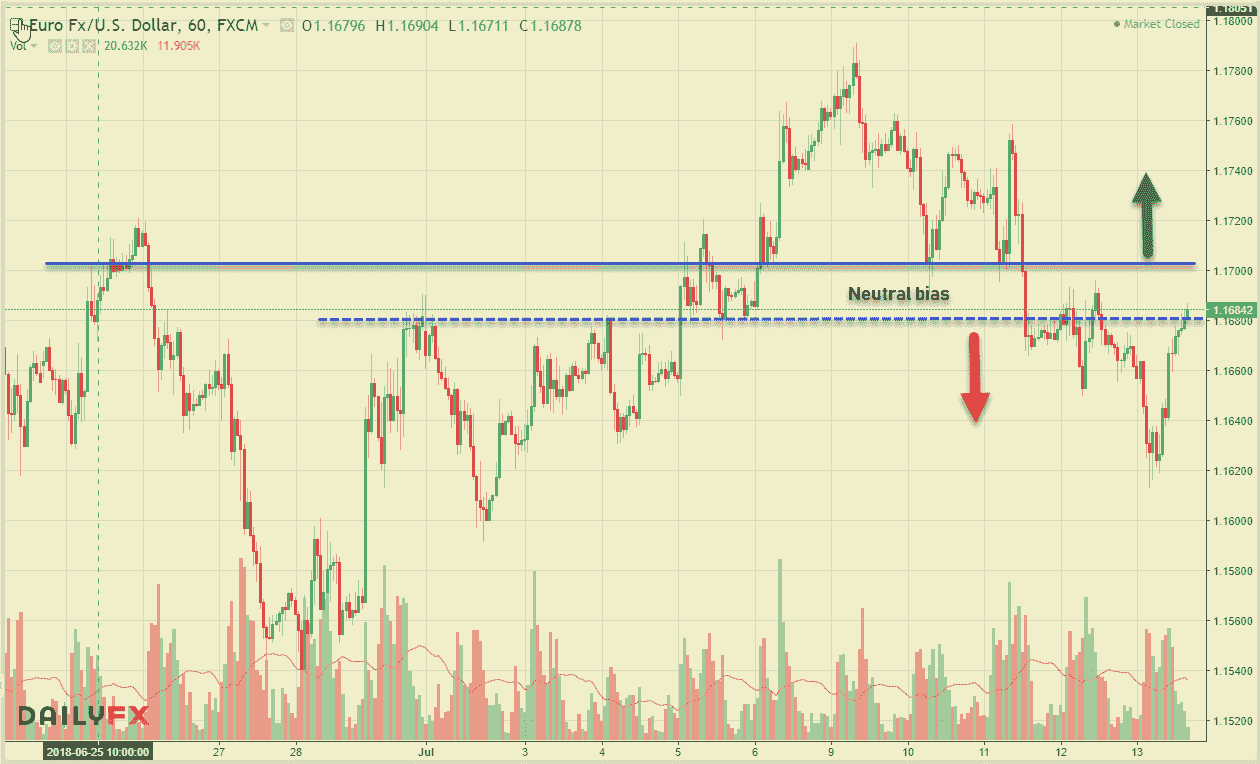 Euro Fx/U.S. Dollar, 60, FXCM O1.16796 H1.16904 L1.16711 C1.16878
Market Closed
Vol 20.632K 11.905K
1.18051
1.18000
1.17800
1.17600
1.17400
1.17200
1.17000
Neutral bias
1.16842
1.16800
1.16600
1.16400
1.16200
1.16000
1.15800
1.15600
1.15400
1.15200
DAILYFX
2018-06-25 10:00:00 27 28 Jul 3 4 5 6 9 10 11 12 13